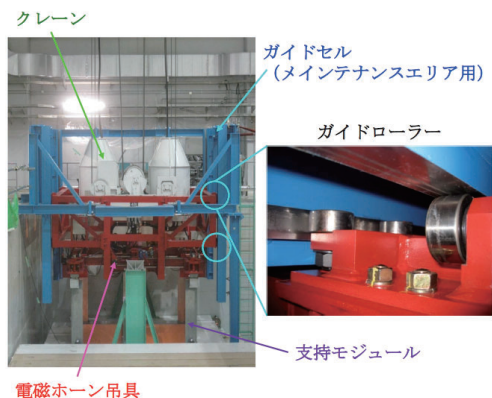 クレーン
ガイドセル
（メインテナンスエリア用）
ガイドローラー
支持モジュール
電磁ホーン吊具